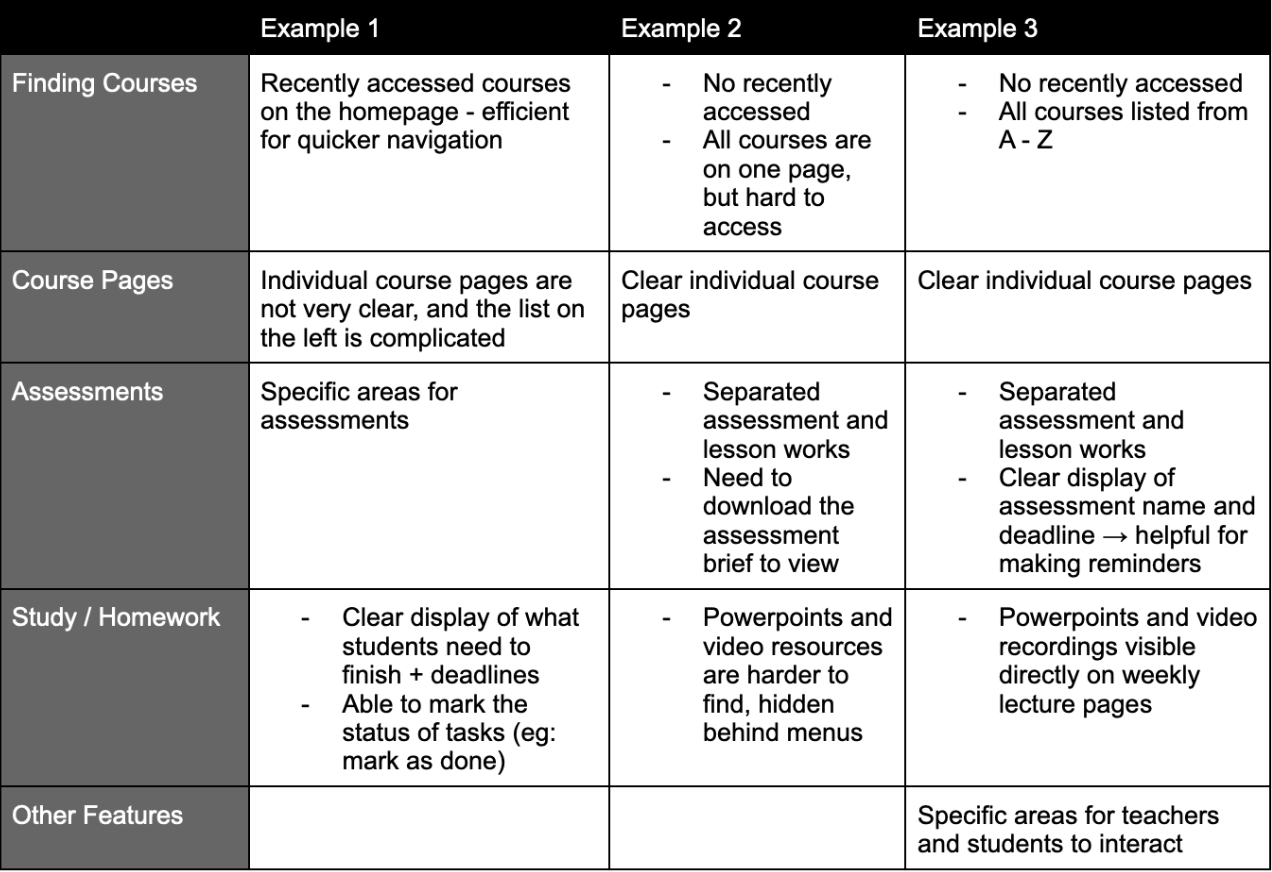 Example 1
Example 2
Example 3
Finding Courses
Recently accessed courses
on the homepage - efficient
for quicker navigation
- No recently
accessed
- All courses are
on one page,
but hard to
access
- No recently accessed
- All courses listed from
A - Z
Course Pages
Individual course pages are
not very clear, and the list on
the left is complicated
Clear individual course
pages
Clear individual course pages
Assessments
Specific areas for
assessments
- Separated
assessment and
lesson works
- Need to
download the
assessment
brief to view
- Separated
assessment and
lesson works
- Clear display of
assessment name and
deadline → helpful for
making reminders
Study / Homework
- Clear display of what
students need to
finish + deadlines
- Able to mark the
status of tasks (eg:
mark as done)
- Powerpoints and
video resources
are harder to
find, hidden
behind menus
- Powerpoints and video
recordings visible
directly on weekly
lecture pages
Other Features
Specific areas for teachers
and students to interact